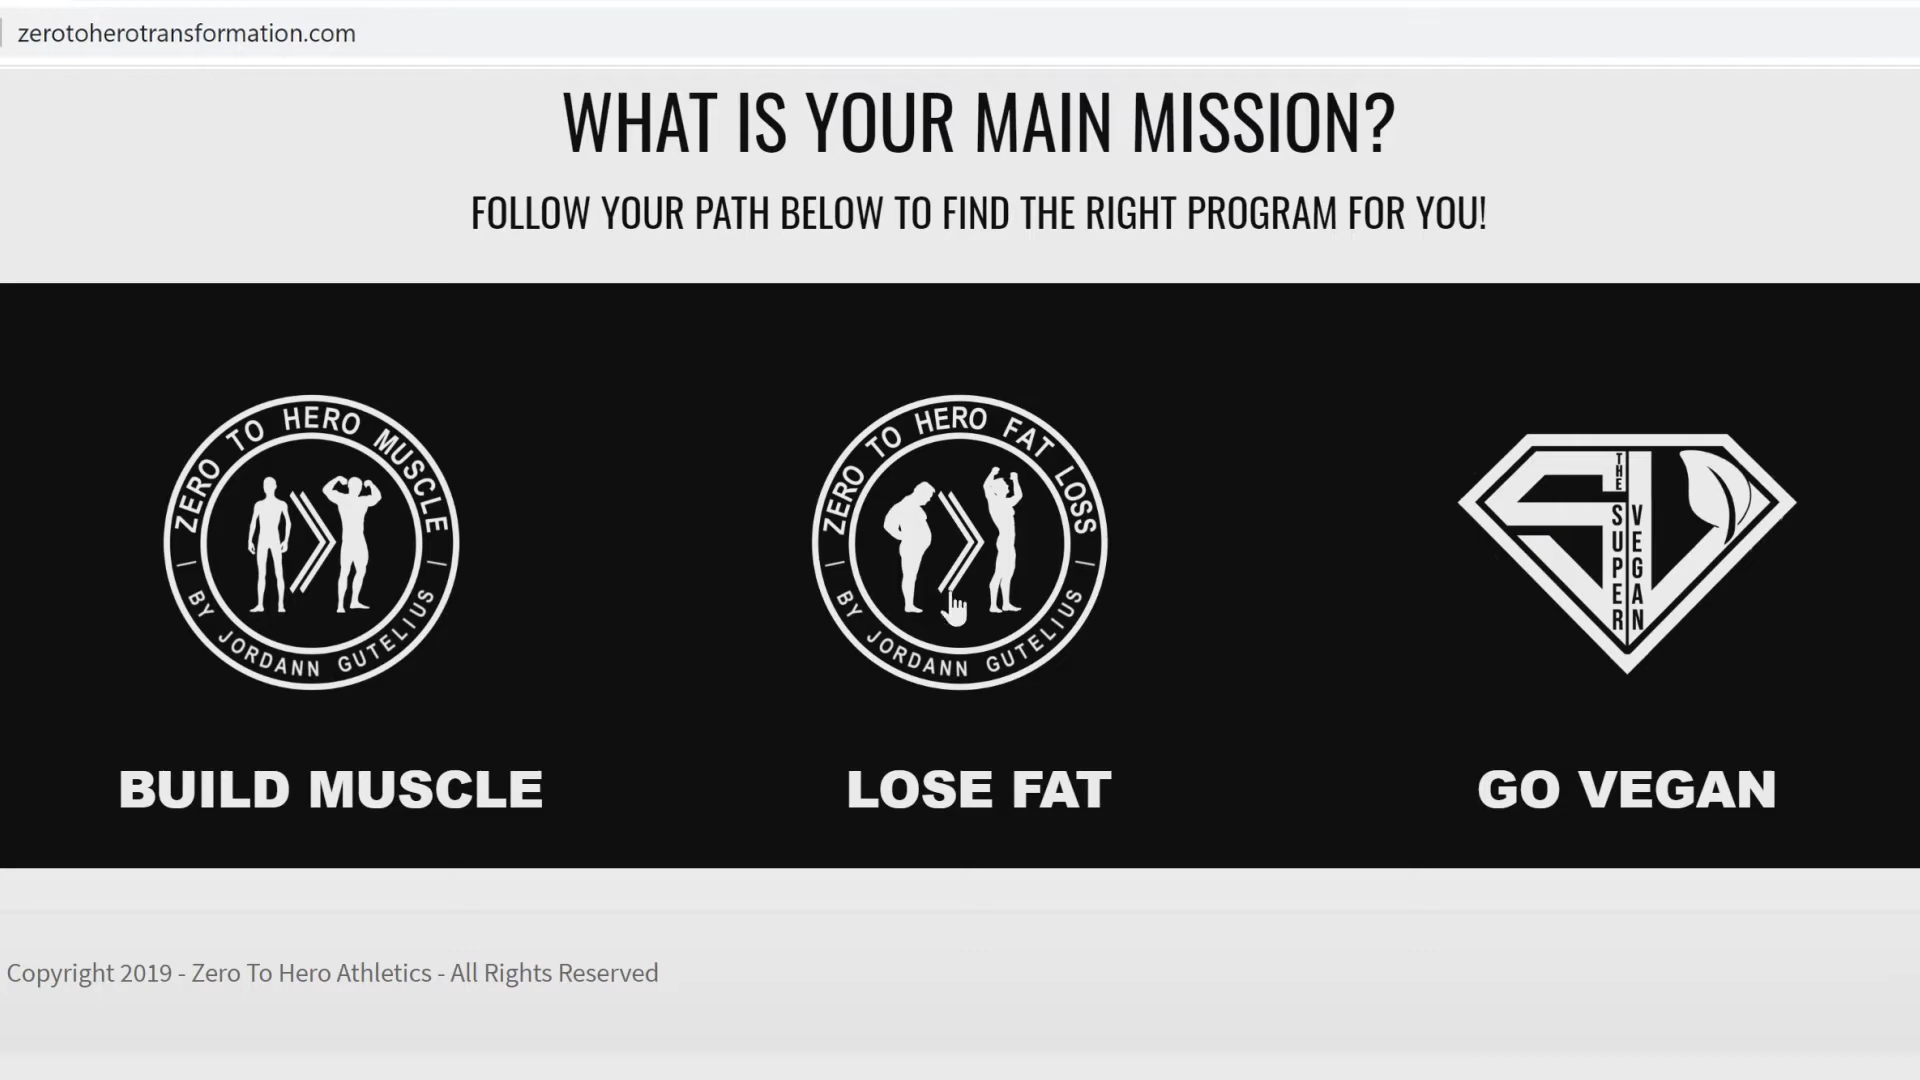 zerotoherotransformation.com
WHAT IS YOUR MAIN MISSION?
FOLLOW YOUR PATH BELOW TO FIND THE RIGHT PROGRAM FOR YOU!
ZERO TO HERO MUSCLE
BY JORDANN GUTELIUS
ZERO TO HERO FAT LOSS
BY JORDANN GUTELIUS
SV
THE SUPER VEGAN
BUILD MUSCLE
LOSE FAT
GO VEGAN
Copyright 2019 - Zero To Hero Athletics - All Rights Reserved